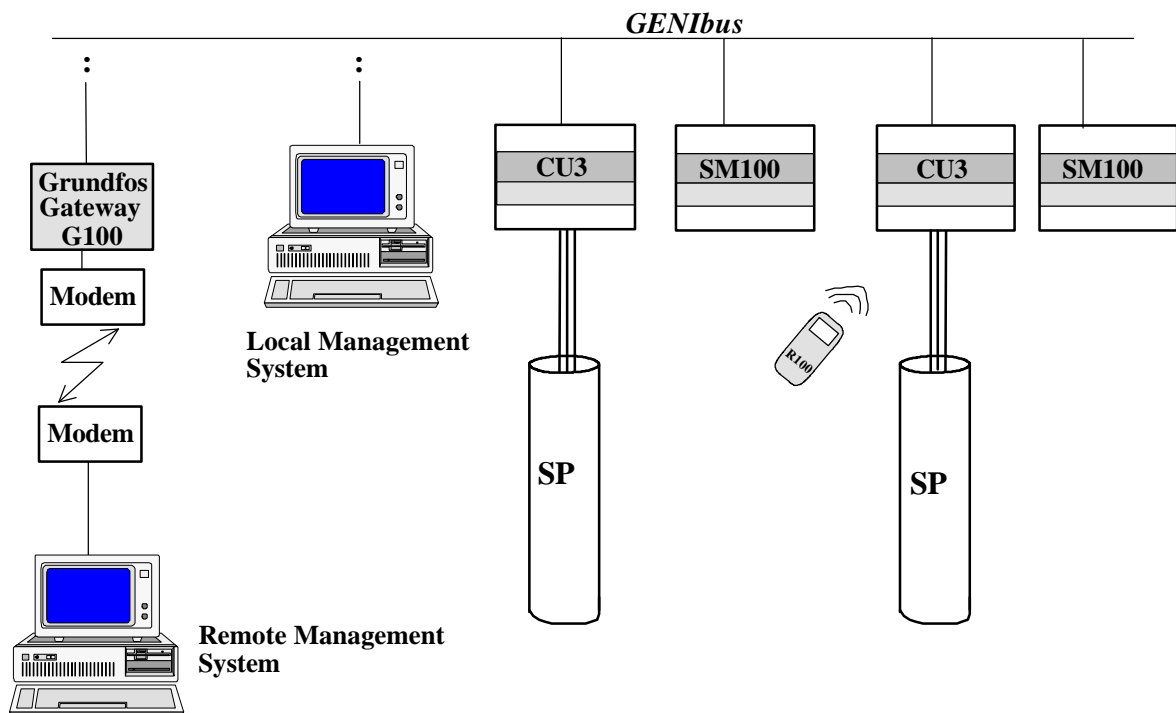 GENIbus
:
:
Grundfos
Gateway
G100
Modem
Local Management
System
CU3
SM100
CU3
SM100
R100
Modem
SP
SP
Remote Management
System